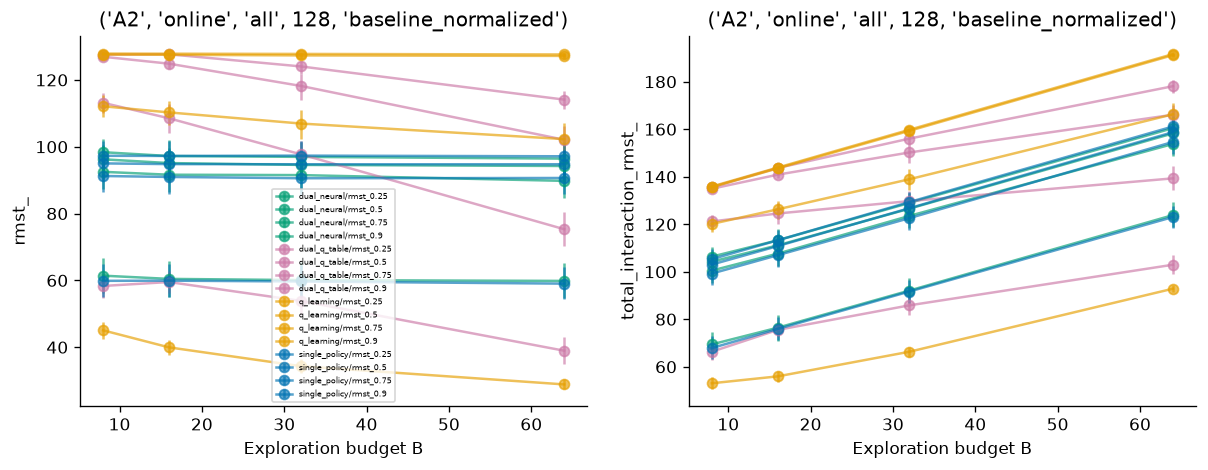 ('A2', 'online', 'all', 128, 'baseline_normalized')
rmst_
120
100
80
60
40
dual_neural/rmst_0.25
dual_neural/rmst_0.5
dual_neural/rmst_0.75
dual_neural/rmst_0.9
dual_q_table/rmst_0.25
dual_q_table/rmst_0.5
dual_q_table/rmst_0.75
dual_q_table/rmst_0.9
q_learning/rmst_0.25
q_learning/rmst_0.5
q_learning/rmst_0.75
q_learning/rmst_0.9
single_policy/rmst_0.25
single_policy/rmst_0.5
single_policy/rmst_0.75
single_policy/rmst_0.9
10 20 30 40 50 60
Exploration budget B
('A2', 'online', 'all', 128, 'baseline_normalized')
total_interaction_rmst_
180
160
140
120
100
80
60
10 20 30 40 50 60
Exploration budget B